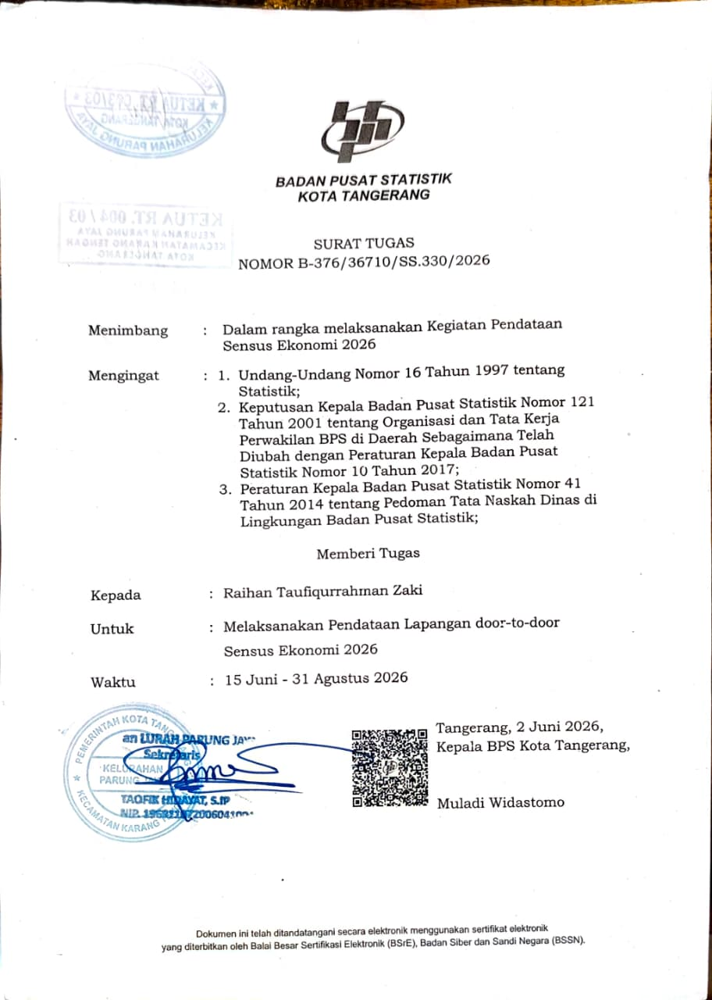 BADAN PUSAT STATISTIK
KOTA TANGERANG
SURAT TUGAS
NOMOR B-376/36710/SS.330/2026
KETUA RT. 004/03
KELURAHAN PARUNG JAYA
KECAMATAN KARANG TENGAH
KOTA TANGERANG
KETUA RT.
KOTA TANGERANG
KELURAHAN PARUNG JAYA
Menimbang : Dalam rangka melaksanakan Kegiatan Pendataan
Sensus Ekonomi 2026
Mengingat : 1. Undang-Undang Nomor 16 Tahun 1997 tentang
Statistik;
2. Keputusan Kepala Badan Pusat Statistik Nomor 121
Tahun 2001 tentang Organisasi dan Tata Kerja
Perwakilan BPS di Daerah Sebagaimana Telah
Diubah dengan Peraturan Kepala Badan Pusat
Statistik Nomor 10 Tahun 2017;
3. Peraturan Kepala Badan Pusat Statistik Nomor 41
Tahun 2014 tentang Pedoman Tata Naskah Dinas di
Lingkungan Badan Pusat Statistik;
Memberi Tugas
Kepada : Raihan Taufiqurrahman Zaki
Untuk : Melaksanakan Pendataan Lapangan door-to-door
Sensus Ekonomi 2026
Waktu : 15 Juni - 31 Agustus 2026
PEMERINTAH KOTA
an LURAH PARUNG JAYA
Sekretaris
KELURAHAN
PARUNG
TAOFIK HIDAYAT, S.IP
NIP.
KECAMATAN KARANG
Tangerang, 2 Juni 2026,
Kepala BPS Kota Tangerang,
Muladi Widastomo
Dokumen ini telah ditandatangani secara elektronik menggunakan sertifikat elektronik
yang diterbitkan oleh Balai Besar Sertifikasi Elektronik (BSrE), Badan Siber dan Sandi Negara (BSSN).